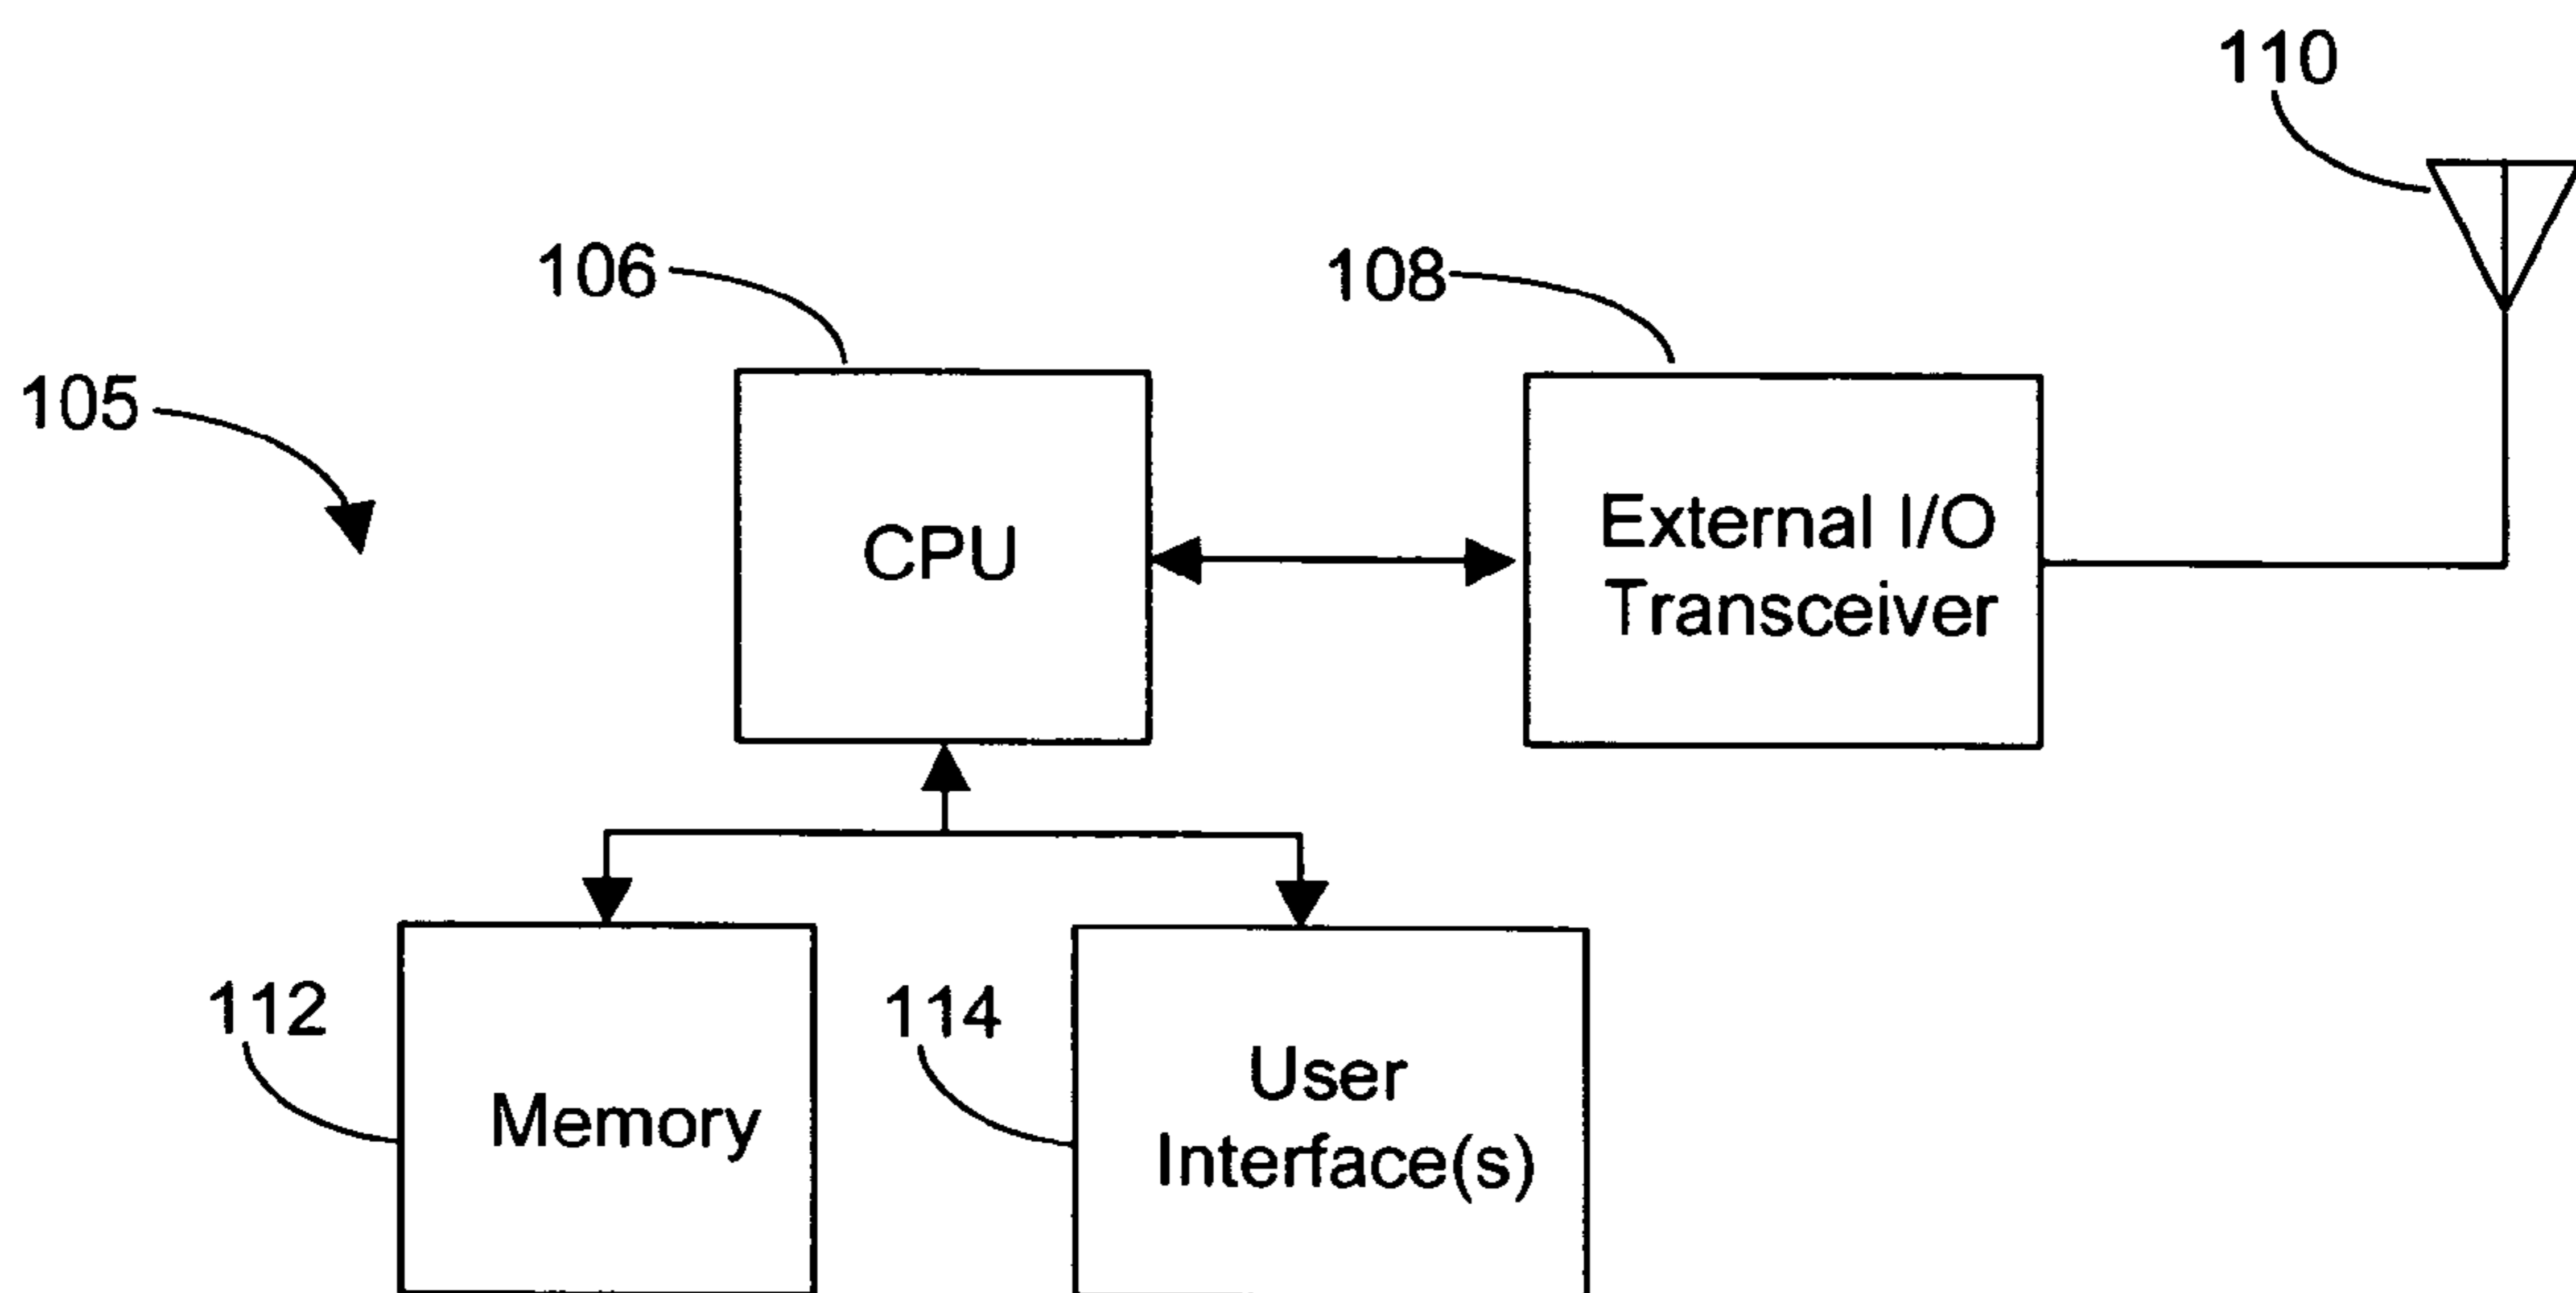 110
106
108
105
CPU
External I/O
Transceiver
112
114
Memory
User
Interface(s)